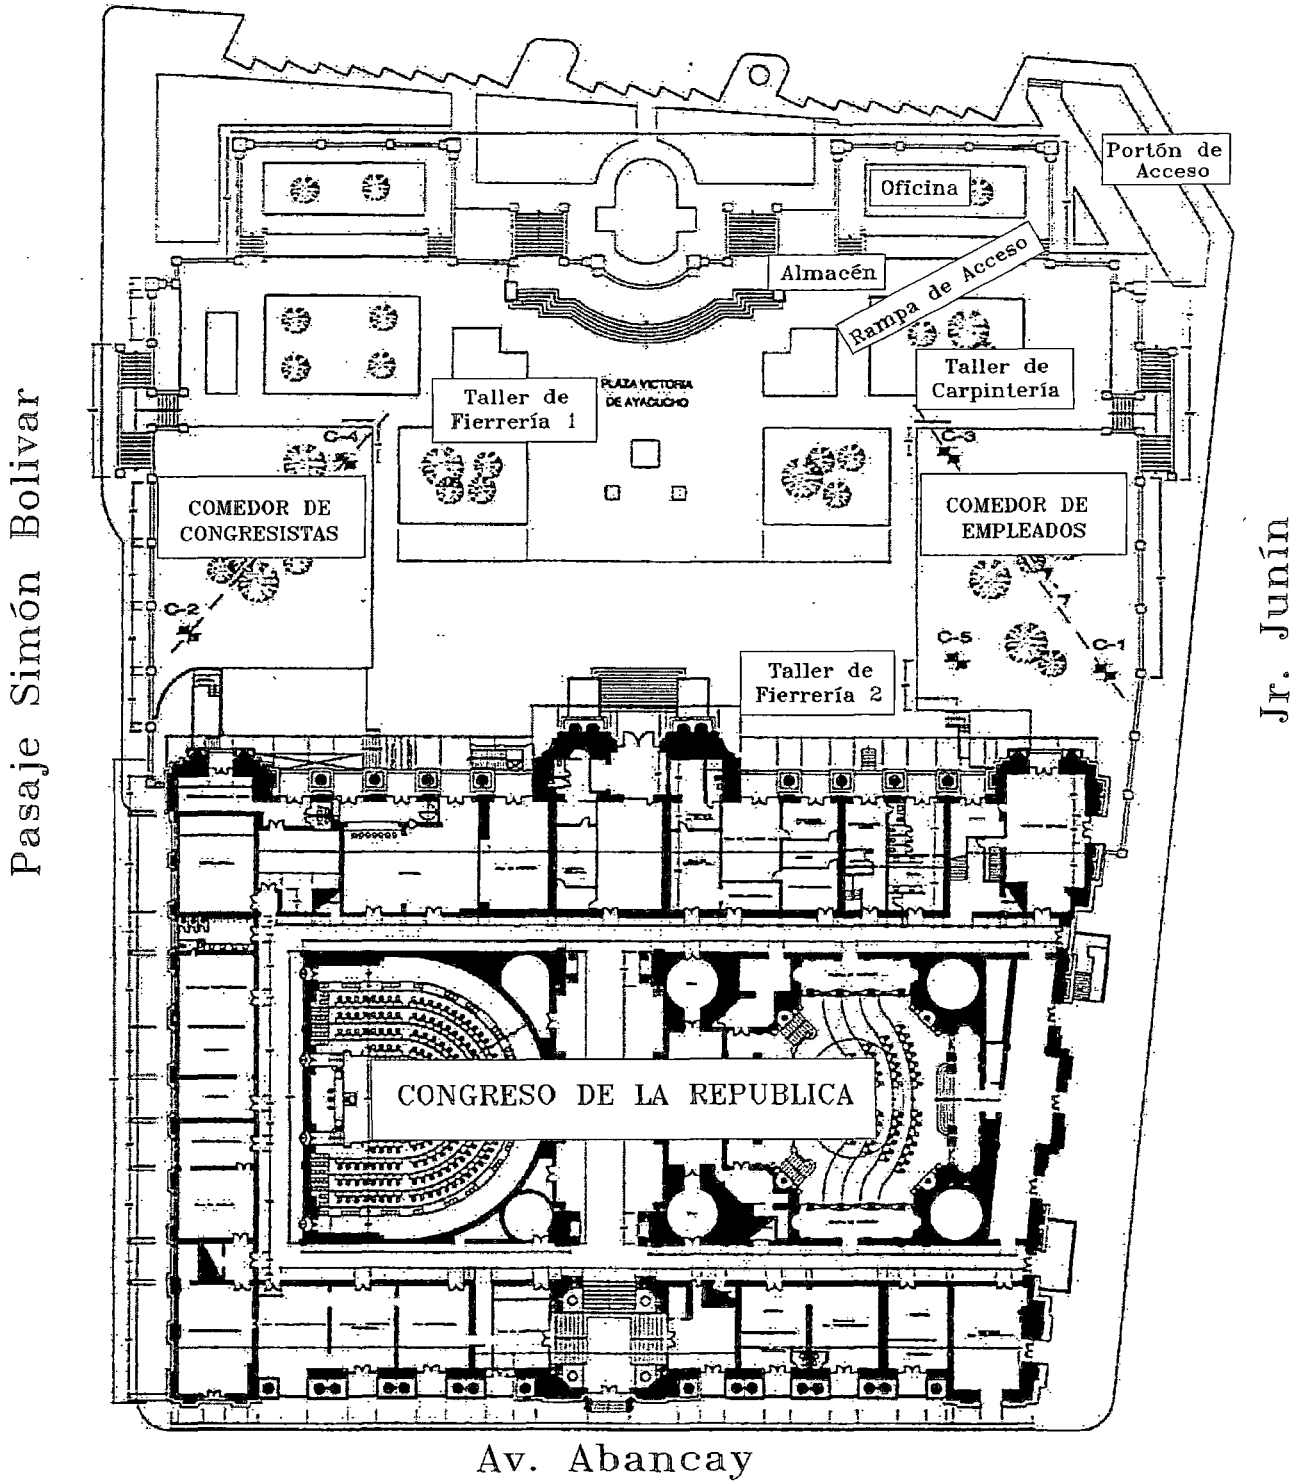 Portón de
Acceso
Oficina
Almacén
Rampa de Acceso
Taller de
Carpintería
PLAZA VICTORIA
DE AYACUCHO
Taller de
Fierrería 1
C-4
C-3
COMEDOR DE
CONGRESISTAS
COMEDOR DE
EMPLEADOS
Pasaje Simón Bolivar
Jr. Junín
C-2
C-5
C-1
Taller de
Fierrería 2
CONGRESO DE LA REPUBLICA
Av. Abancay